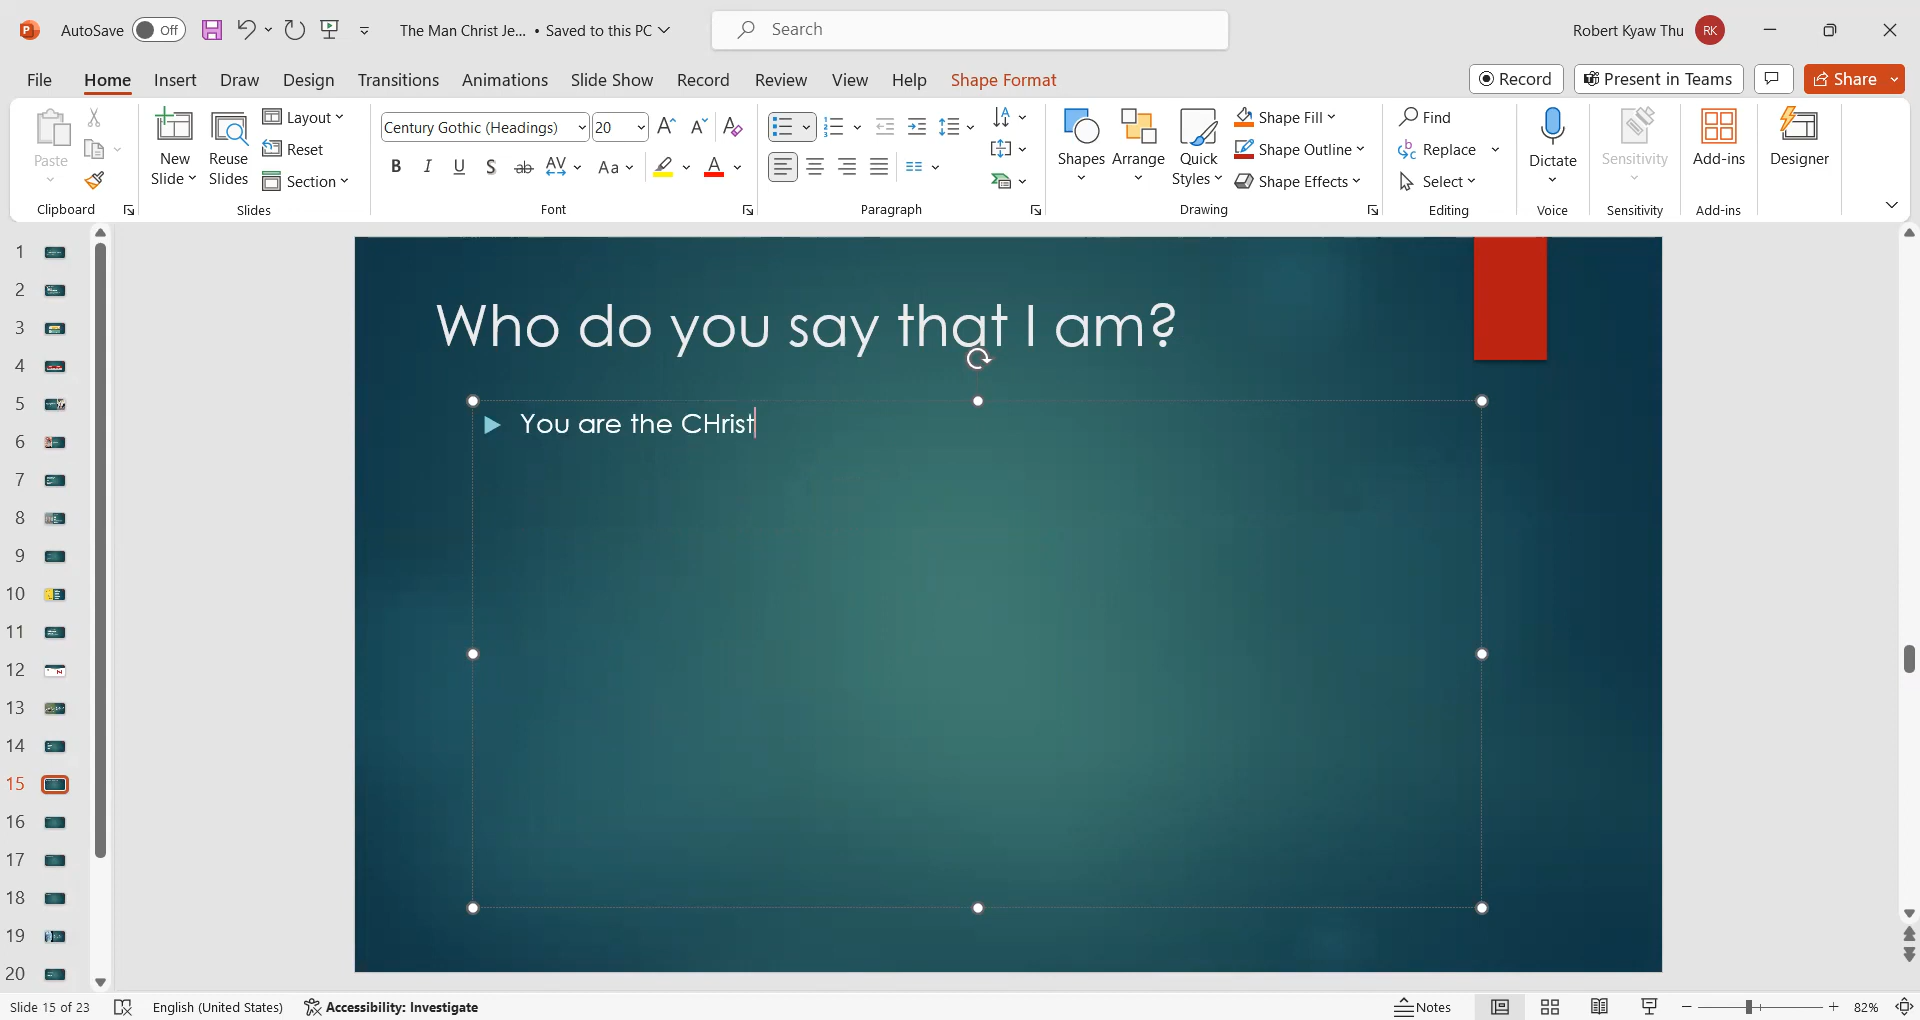 AutoSave Off The Man Christ Je... • Saved to this PC Search Robert Kyaw Thu RK
File Home Insert Draw Design Transitions Animations Slide Show Record Review View Help Shape Format Record Present in Teams Share
Paste
Clipboard
New Slide
Reuse Slides
Layout
Reset
Section
Slides
Century Gothic (Headings) 20
Font
Paragraph
Shapes
Arrange
Quick Styles
Shape Fill
Shape Outline
Shape Effects
Drawing
Find
Replace
Select
Editing
Dictate
Voice
Sensitivity
Sensitivity
Add-ins
Add-ins
Designer
1
2
3
4
5
6
7
8
9
10
11
12
13
14
15
16
17
18
19
20
Who do you say that I am?
You are the CHrist
Slide 15 of 23 English (United States) Accessibility: Investigate Notes 82%